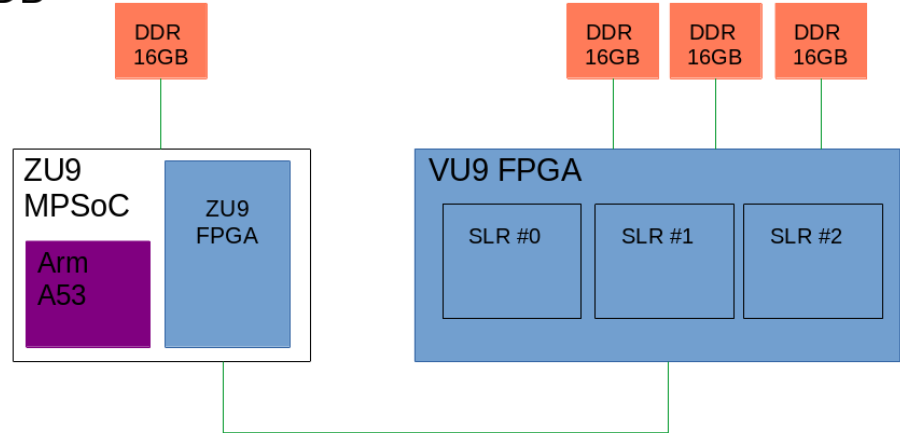 DDR
16GB
DDR
16GB
DDR
16GB
DDR
16GB
ZU9
MPSoC
ZU9
FPGA
Arm
A53
VU9 FPGA
SLR #0
SLR #1
SLR #2